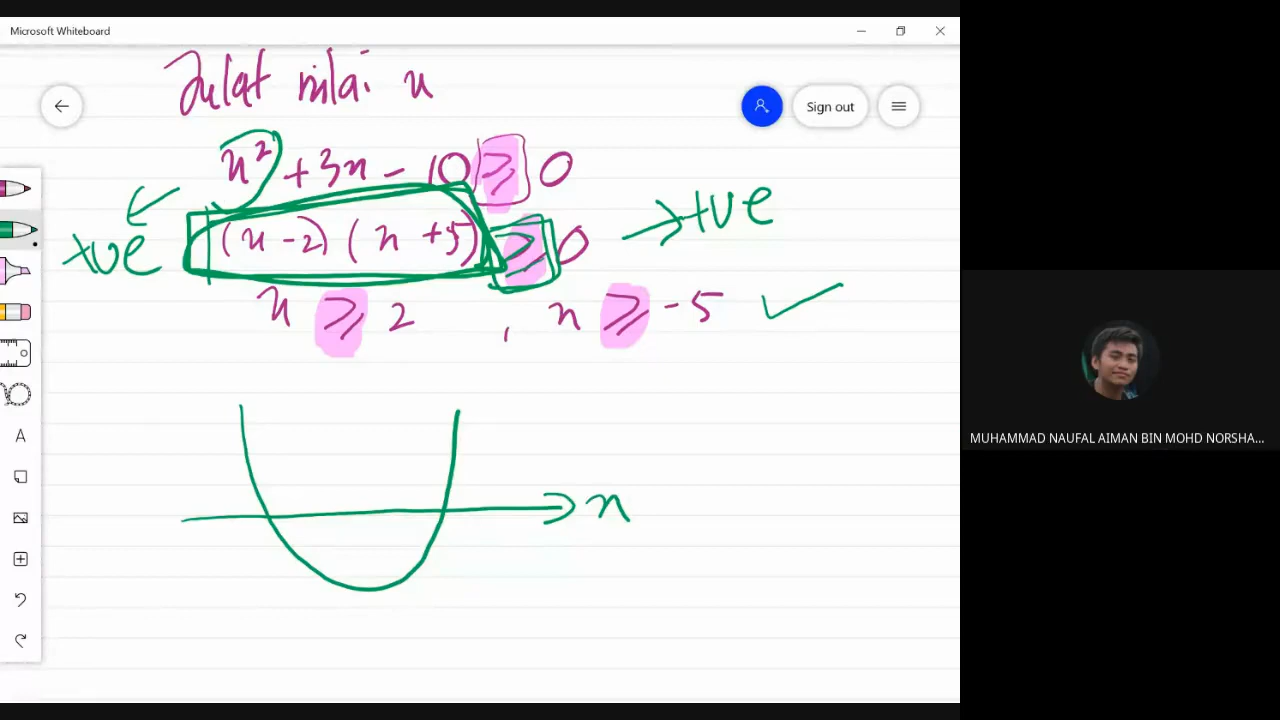 Microsoft Whiteboard
Julat nilai x
Sign out
x² + 3x - 10 ≥ 0
+ve
(x - 2)(x + 5) ≥ 0
→ +ve
x ≥ 2 , x ≥ -5 ✓
A
x
MUHAMMAD NAUFAL AIMAN BIN MOHD NORSHA...